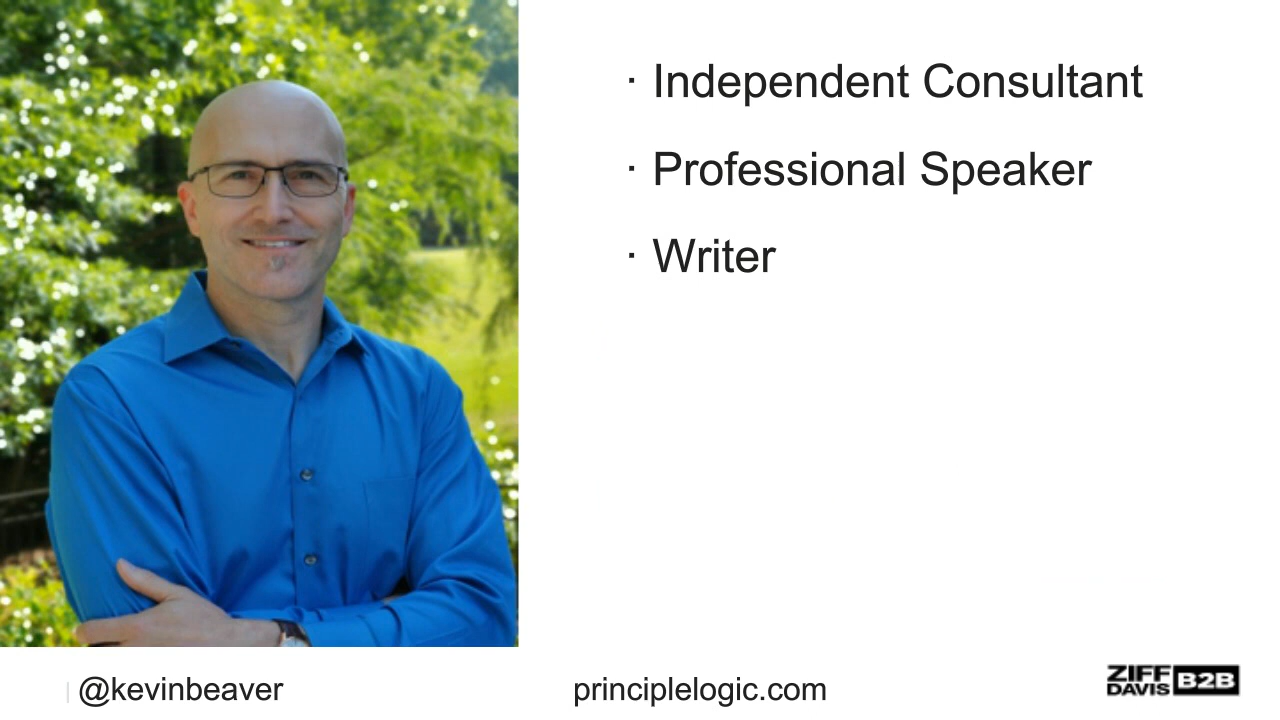 · Independent Consultant
· Professional Speaker
· Writer
@kevinbeaver
principlelogic.com
ZIFF
DAVIS B2B